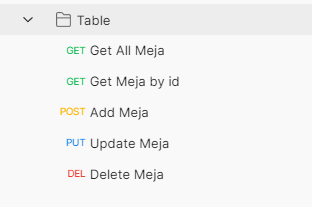 Table
GET Get All Meja
GET Get Meja by id
POST Add Meja
PUT Update Meja
DEL Delete Meja